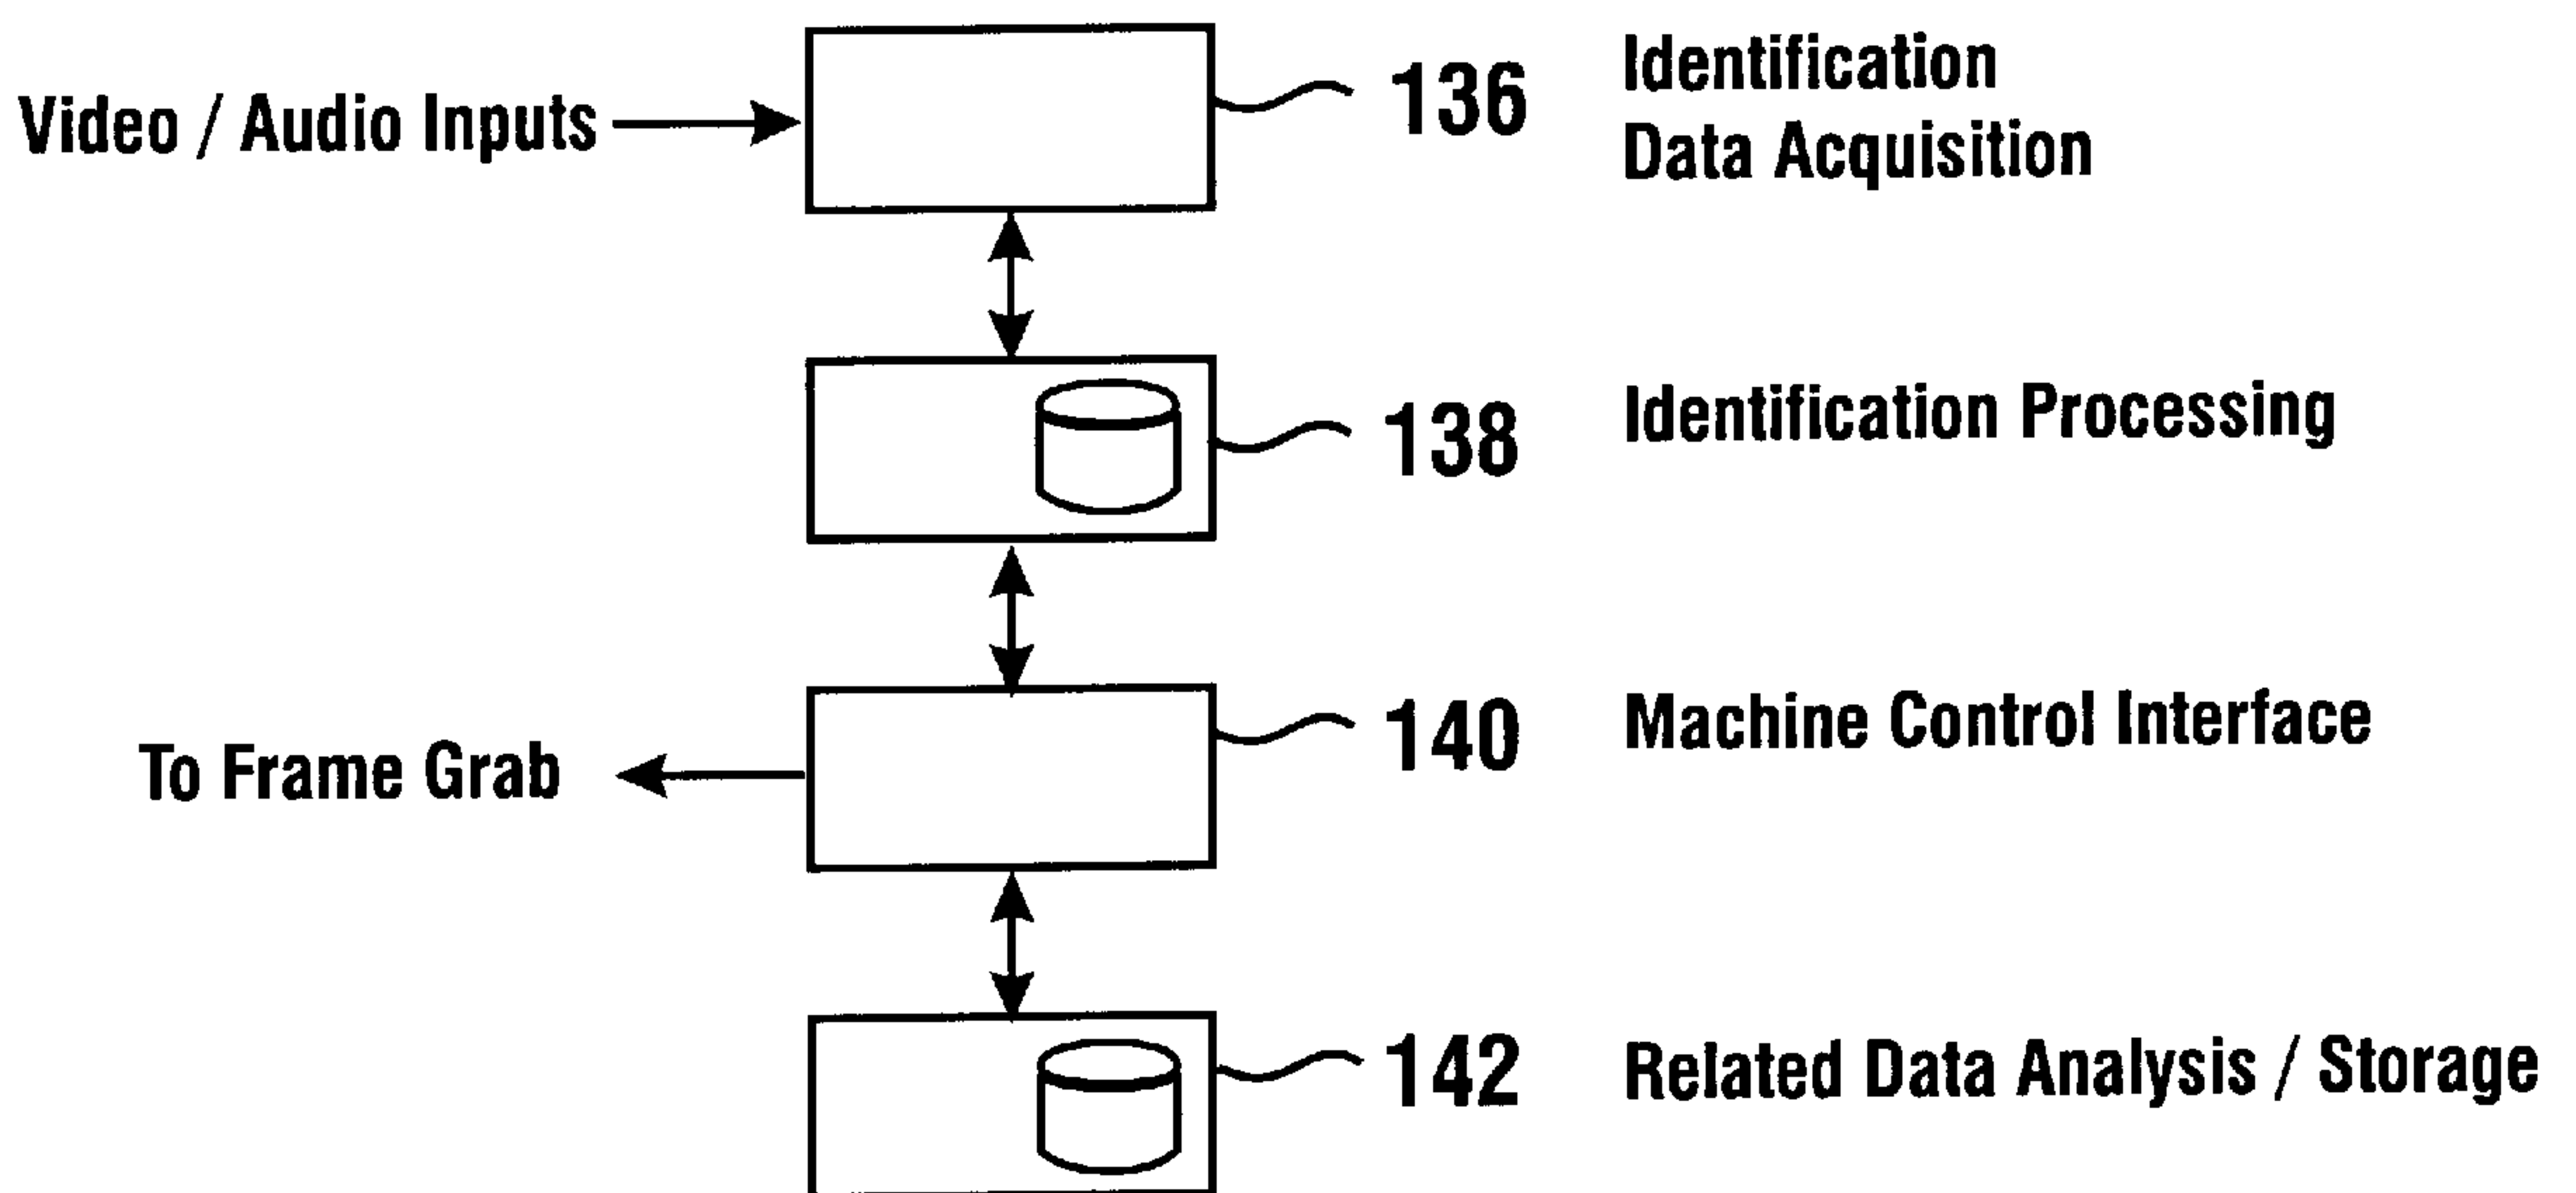 Video / Audio Inputs
136
Identification
Data Acquisition
138
Identification Processing
To Frame Grab
140
Machine Control Interface
142
Related Data Analysis / Storage